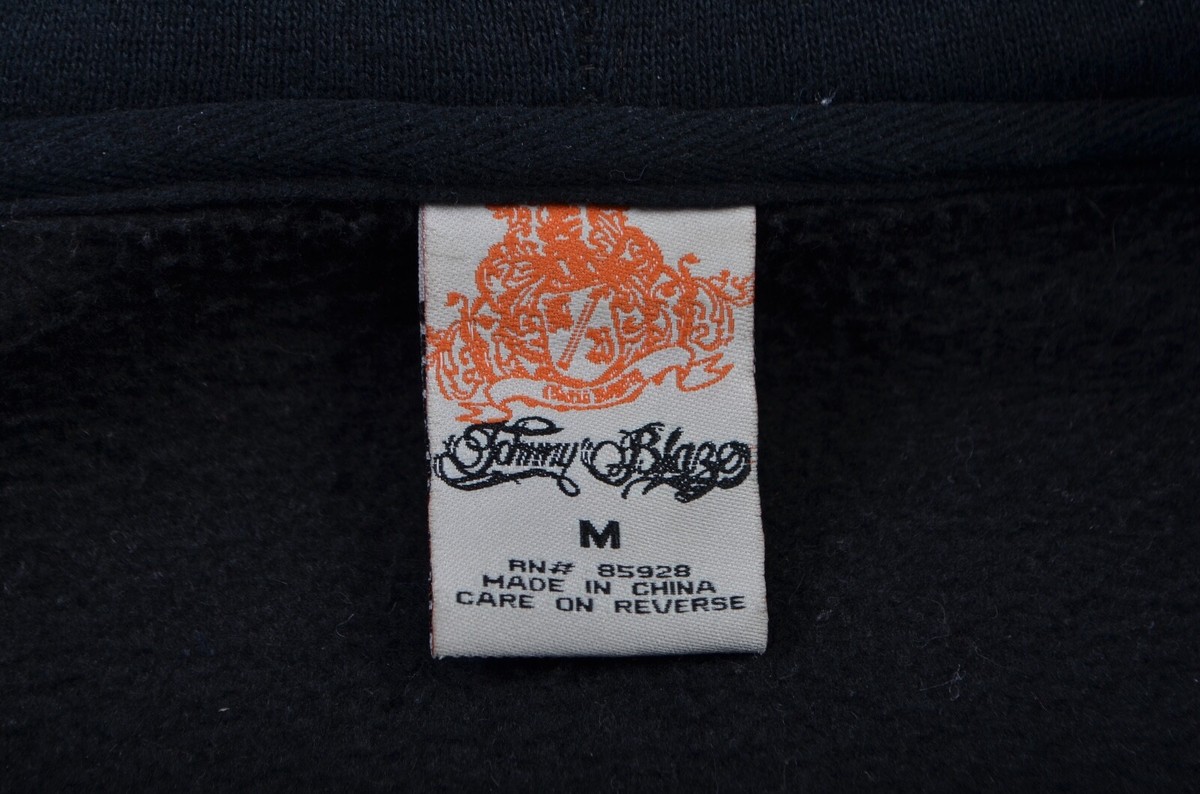 Johnny Blaze
M
RN# 85928
MADE IN CHINA
CARE ON REVERSE